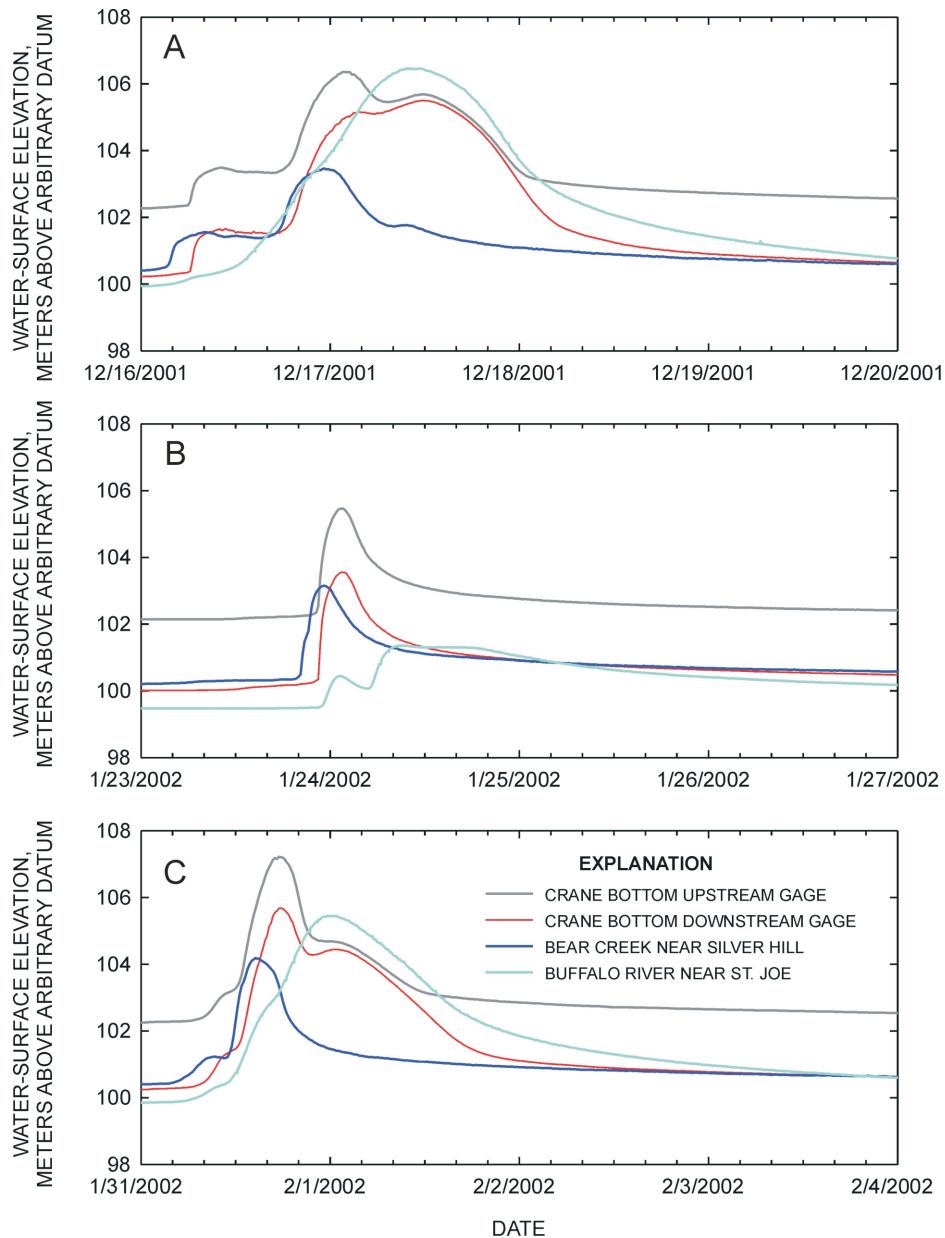 WATER-SURFACE ELEVATION,
METERS ABOVE ARBITRARY DATUM
A
108
106
104
102
100
98
12/16/2001 12/17/2001 12/18/2001 12/19/2001 12/20/2001
WATER-SURFACE ELEVATION,
METERS ABOVE ARBITRARY DATUM
B
108
106
104
102
100
98
1/23/2002 1/24/2002 1/25/2002 1/26/2002 1/27/2002
WATER-SURFACE ELEVATION,
METERS ABOVE ARBITRARY DATUM
C
108
106
104
102
100
98
EXPLANATION
CRANE BOTTOM UPSTREAM GAGE
CRANE BOTTOM DOWNSTREAM GAGE
BEAR CREEK NEAR SILVER HILL
BUFFALO RIVER NEAR ST. JOE
1/31/2002 2/1/2002 2/2/2002 2/3/2002 2/4/2002
DATE